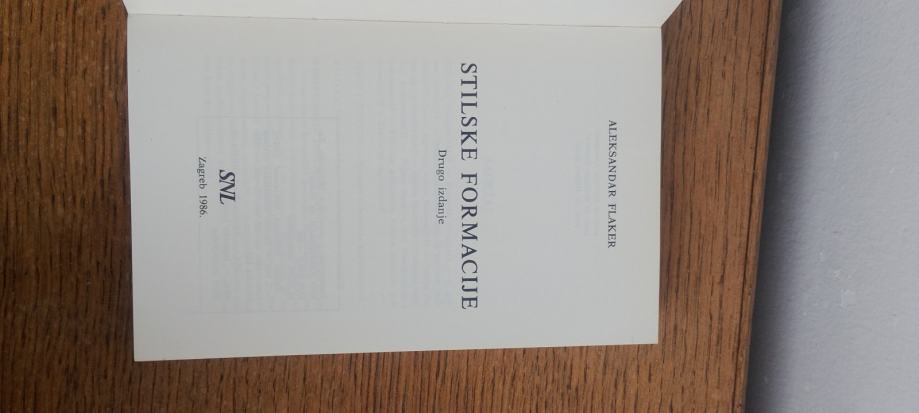 ALEKSANDAR FLAKER
STILSKE FORMACIJE
Drugo izdanje
SNL
Zagreb 1986.